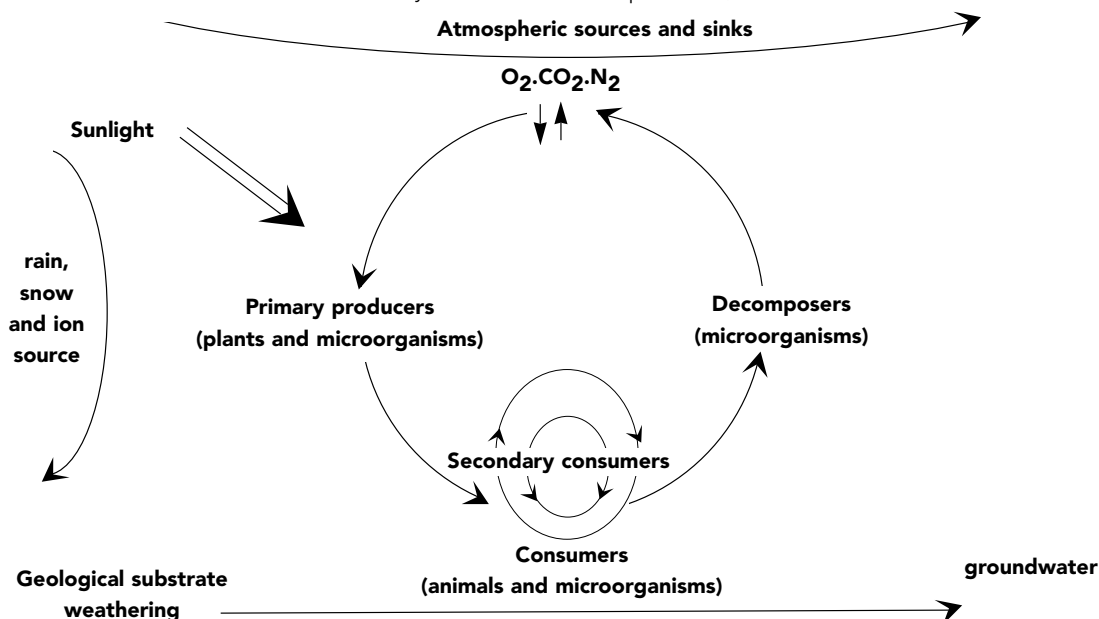 Atmospheric sources and sinks
O2.CO2.N2
Sunlight
rain,
snow
and ion
source
Primary producers
(plants and microorganisms)
Decomposers
(microorganisms)
Secondary consumers
Consumers
(animals and microorganisms)
Geological substrate
weathering
groundwater